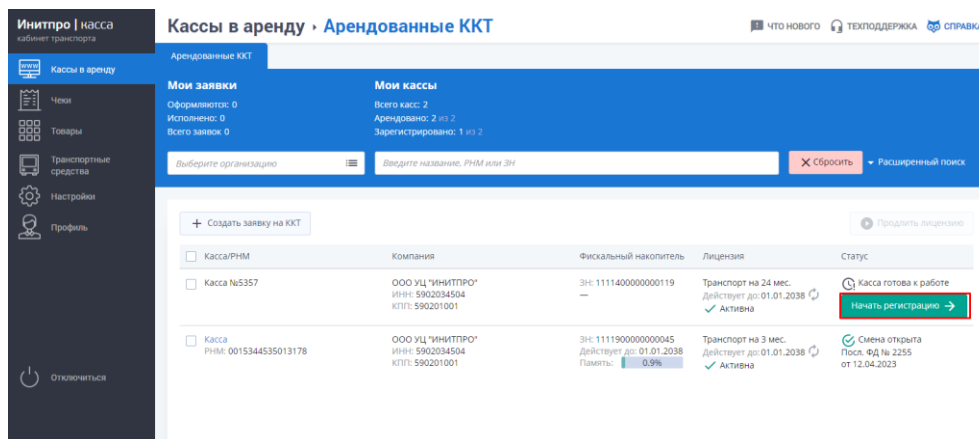 Инитпро | касса
кабинет транспорта
Кассы в аренду
Чеки
Товары
Транспортные
средства
Настройки
Профиль
Отключиться
Кассы в аренду › Арендованные ККТ
ЧТО НОВОГО
ТЕХПОДДЕРЖКА
СПРАВКА
Арендованные ККТ
Мои заявки
Оформляются: 0
Исполнено: 0
Всего заявок 0
Мои кассы
Всего касс: 2
Арендовано: 2 из 2
Зарегистрировано: 1 из 2
Выберите организацию
Введите название, РНМ или ЗН
Сбросить
Расширенный поиск
+ Создать заявку на ККТ
Продлить лицензию
Касса/РНМ Компания Фискальный накопитель Лицензия Статус
Касса №5357
ООО УЦ "ИНИТПРО"
ИНН: 5902034504
КПП: 590201001
ЗН: 1111400000000119
—
Транспорт на 24 мес.
Действует до: 01.01.2038
Активна
Касса готова к работе
Начать регистрацию →
Касса
РНМ: 0015344535013178
ООО УЦ "ИНИТПРО"
ИНН: 5902034504
КПП: 590201001
ЗН: 1111900000000045
Действует до: 01.01.2038
Память: 0.9%
Транспорт на 3 мес.
Действует до: 01.01.2038
Активна
Смена открыта
Посл. ФД № 2255
от 12.04.2023